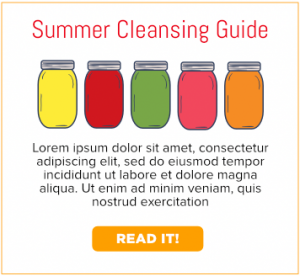 Summer Cleansing Guide
Lorem ipsum dolor sit amet, consectetur
adipiscing elit, sed do eiusmod tempor
incididunt ut labore et dolore magna
aliqua. Ut enim ad minim veniam, quis
nostrud exercitation
READ IT!